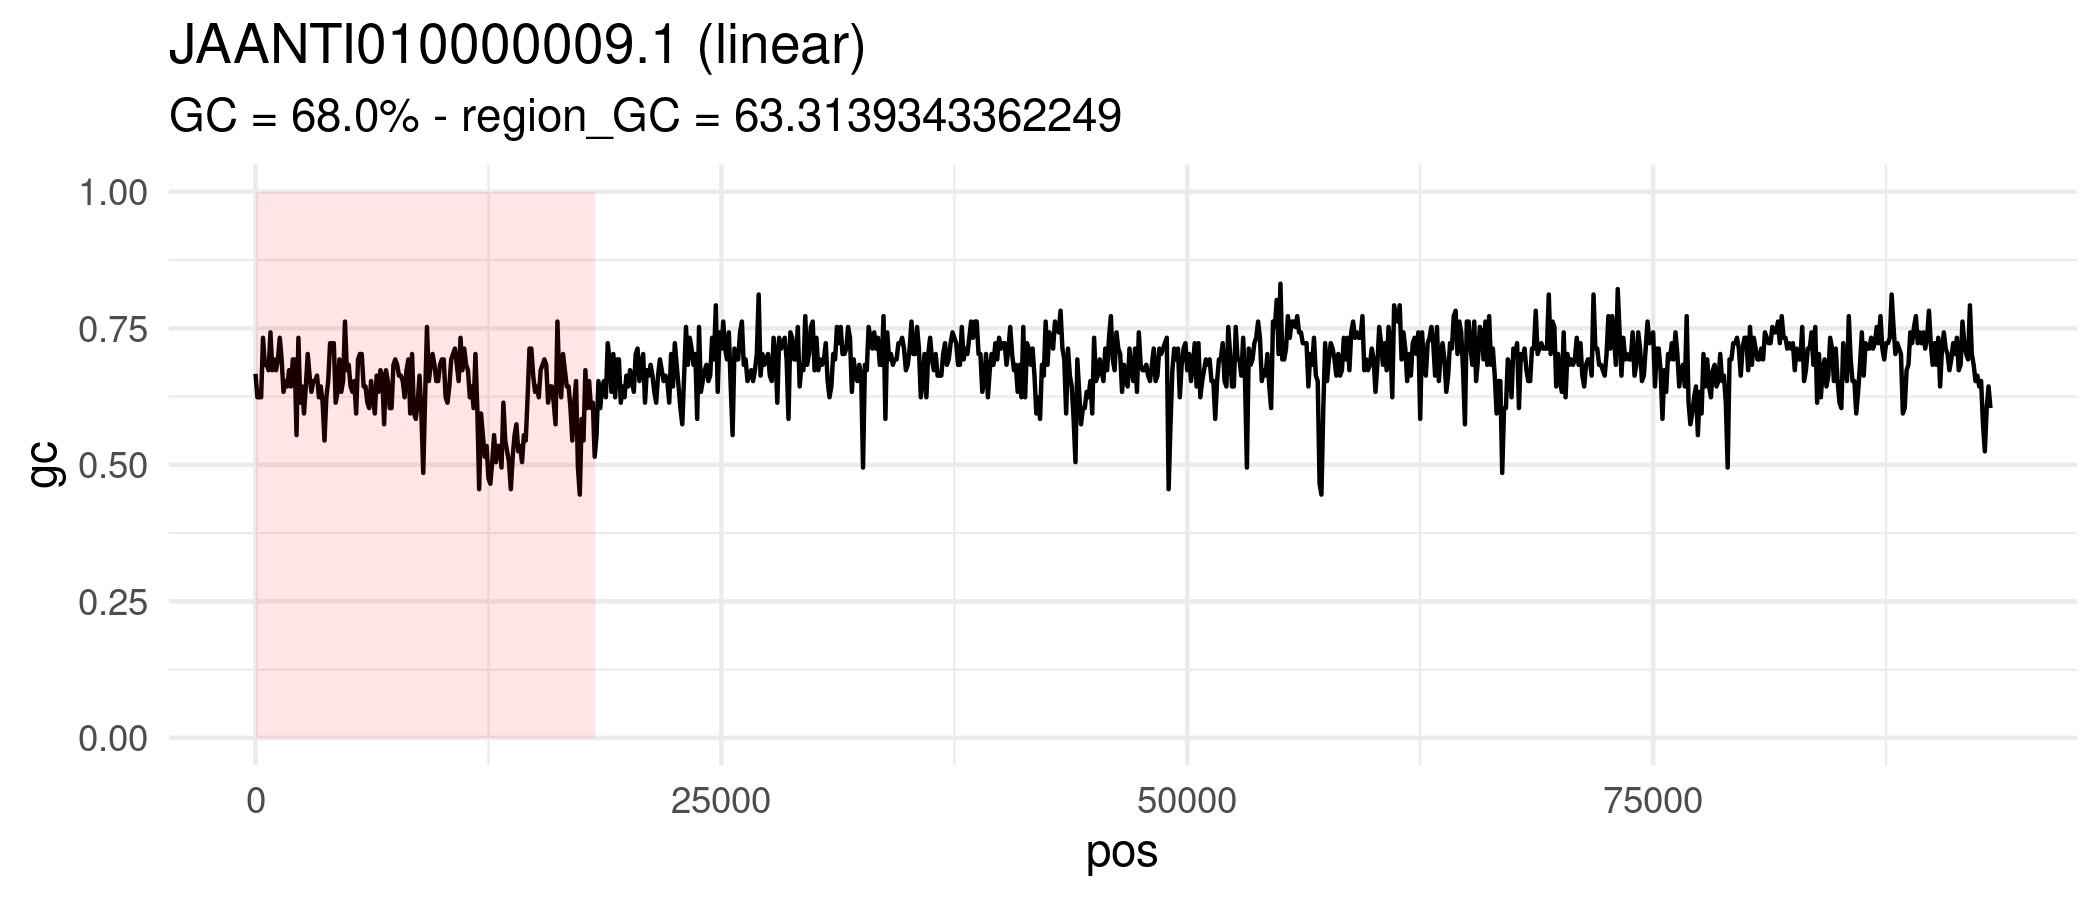 JAANTI010000009.1 (linear)
GC = 68.0% - region_GC = 63.3139343362249
1.00
0.75
0.50
0.25
0.00
gc
0 25000 50000 75000
pos